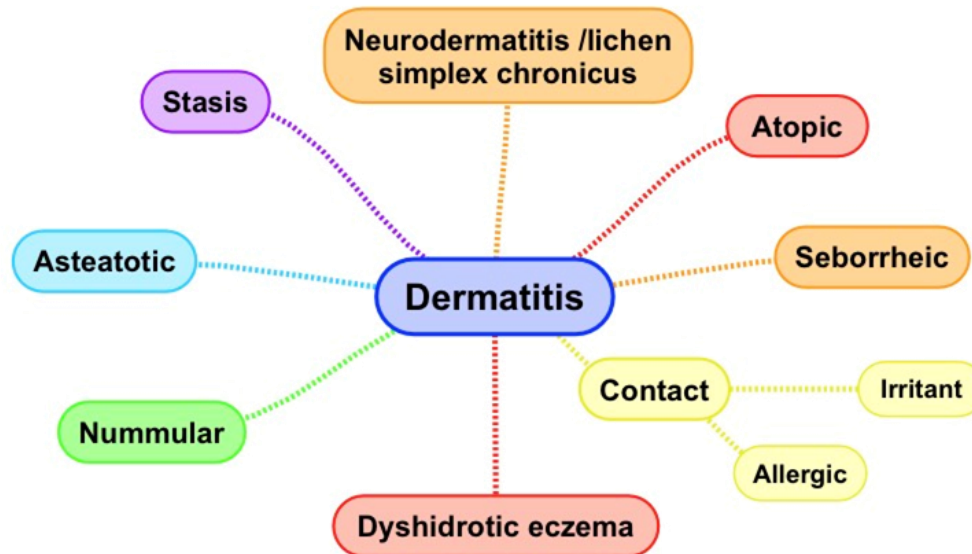 Neurodermatitis /lichen
simplex chronicus
Stasis
Atopic
Asteatotic
Seborrheic
Dermatitis
Contact
Irritant
Nummular
Allergic
Dyshidrotic eczema